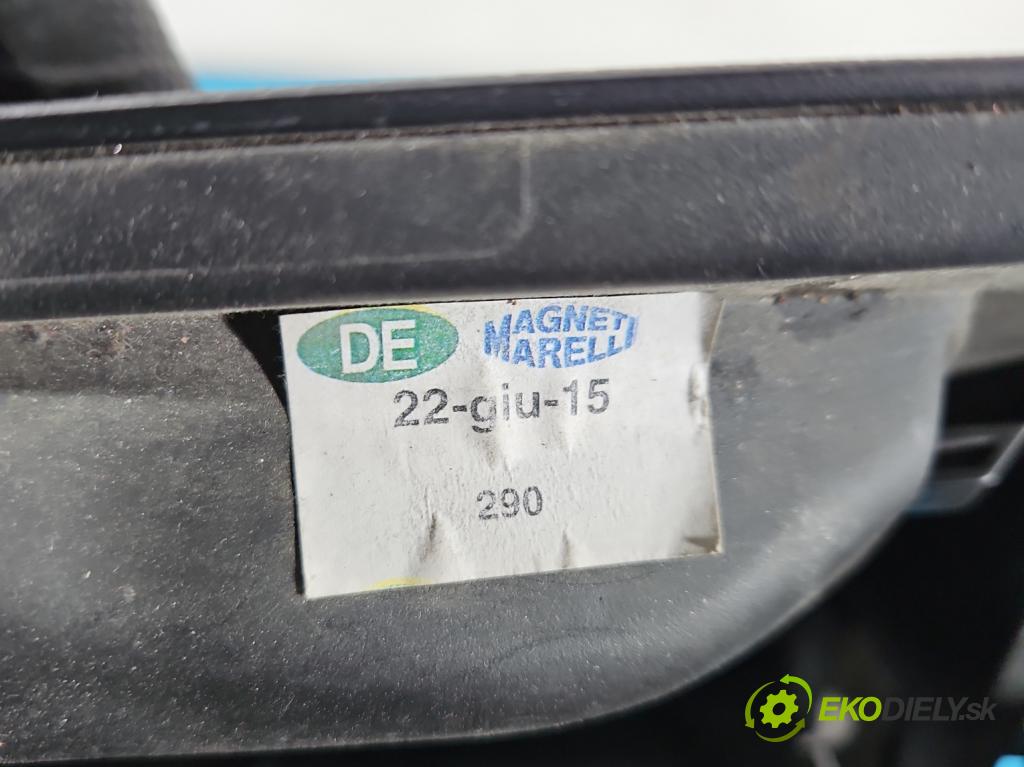 DE
MAGNETI
MARELLI
22-giu-15
290
EKODIELY.sk